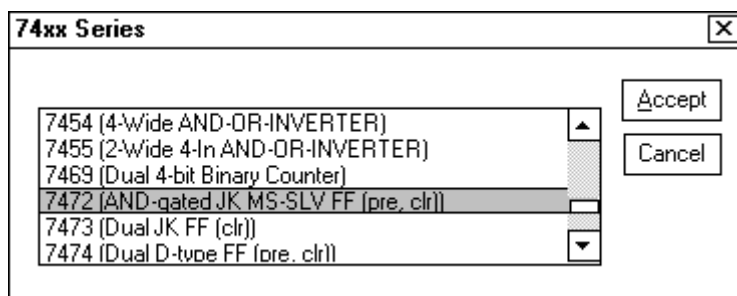 74xx Series
7454 (4-Wide AND-OR-INVERTER)
7455 (2-Wide 4-In AND-OR-INVERTER)
7469 (Dual 4-bit Binary Counter)
7472 (AND-gated JK MS-SLV FF (pre, clr))
7473 (Dual JK FF (clr))
7474 (Dual D-type FF (pre, clr))
Accept
Cancel